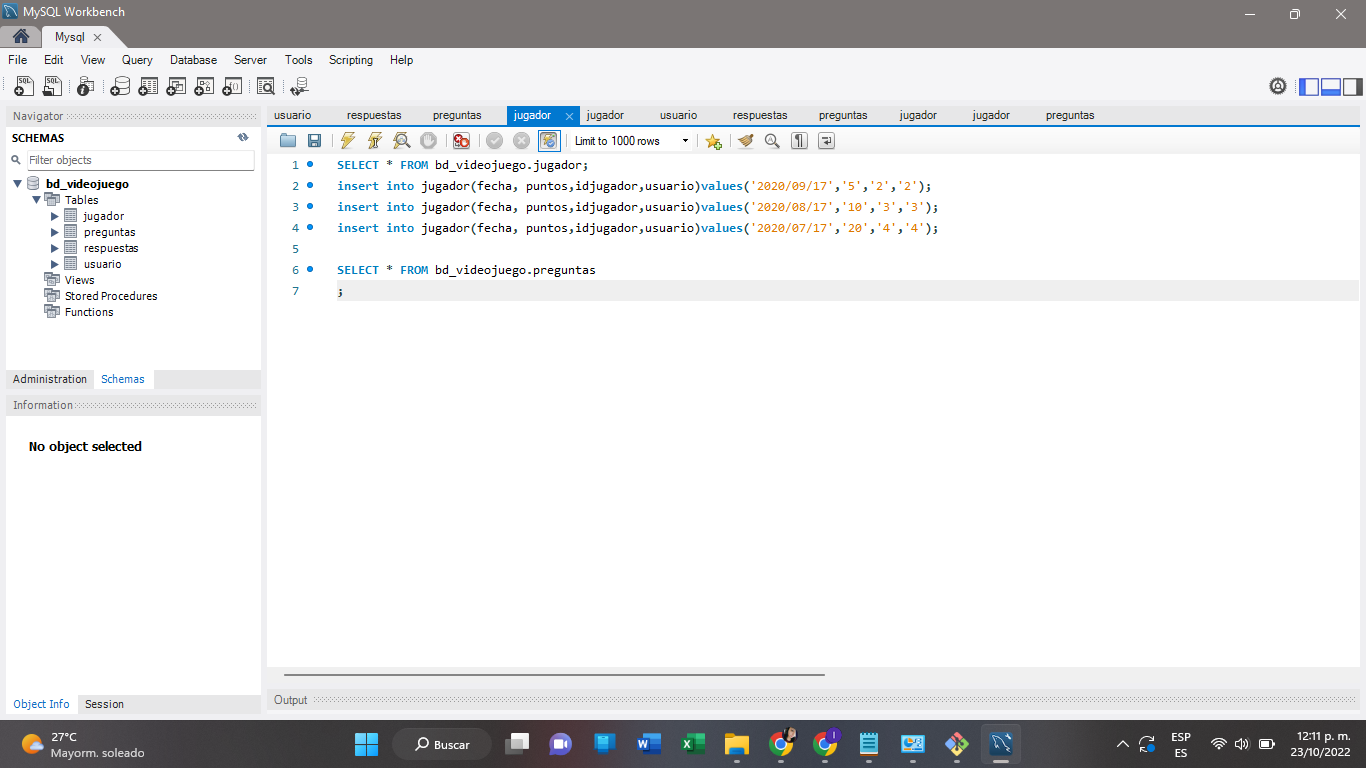 MySQL Workbench
Mysql
File Edit View Query Database Server Tools Scripting Help
Navigator
SCHEMAS
Filter objects
bd_videojuego
Tables
jugador
preguntas
respuestas
usuario
Views
Stored Procedures
Functions
Administration Schemas
Information
No object selected
Object Info Session
usuario respuestas preguntas jugador jugador usuario respuestas preguntas jugador jugador preguntas
Limit to 1000 rows
1 SELECT * FROM bd_videojuego.jugador;
2 insert into jugador(fecha, puntos,idjugador,usuario)values('2020/09/17','5','2','2');
3 insert into jugador(fecha, puntos,idjugador,usuario)values('2020/08/17','10','3','3');
4 insert into jugador(fecha, puntos,idjugador,usuario)values('2020/07/17','20','4','4');
5
6 SELECT * FROM bd_videojuego.preguntas
7 ;
Output
27°C
Mayorm. soleado
Buscar
ESP
ES
12:11 p. m.
23/10/2022